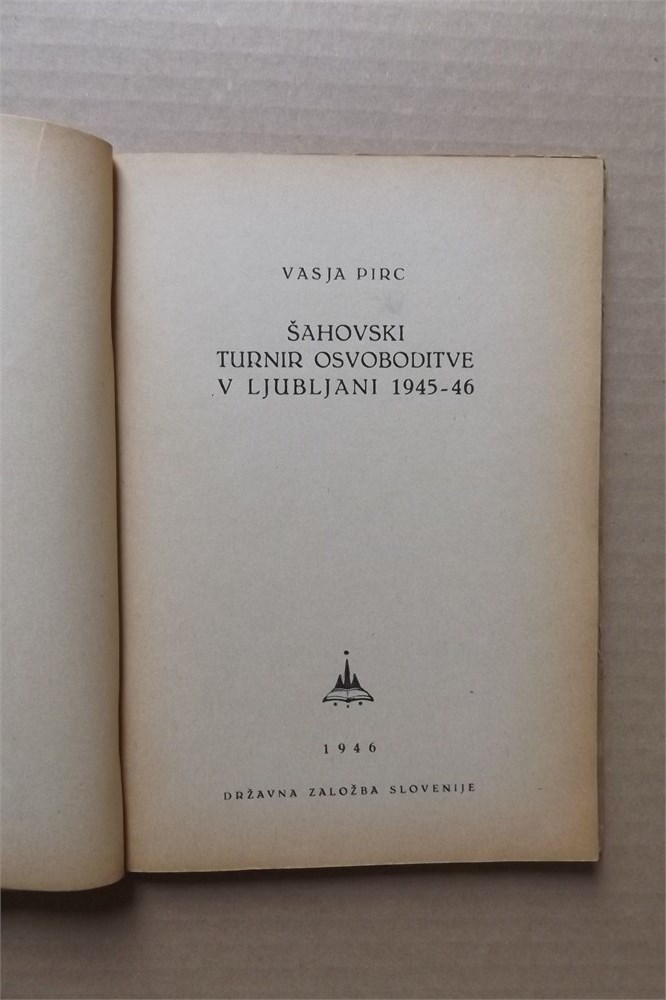 VASJA PIRC
ŠAHOVSKI
TURNIR OSVOBODITVE
V LJUBLJANI 1945-46
1946
DRŽAVNA ZALOŽBA SLOVENIJE